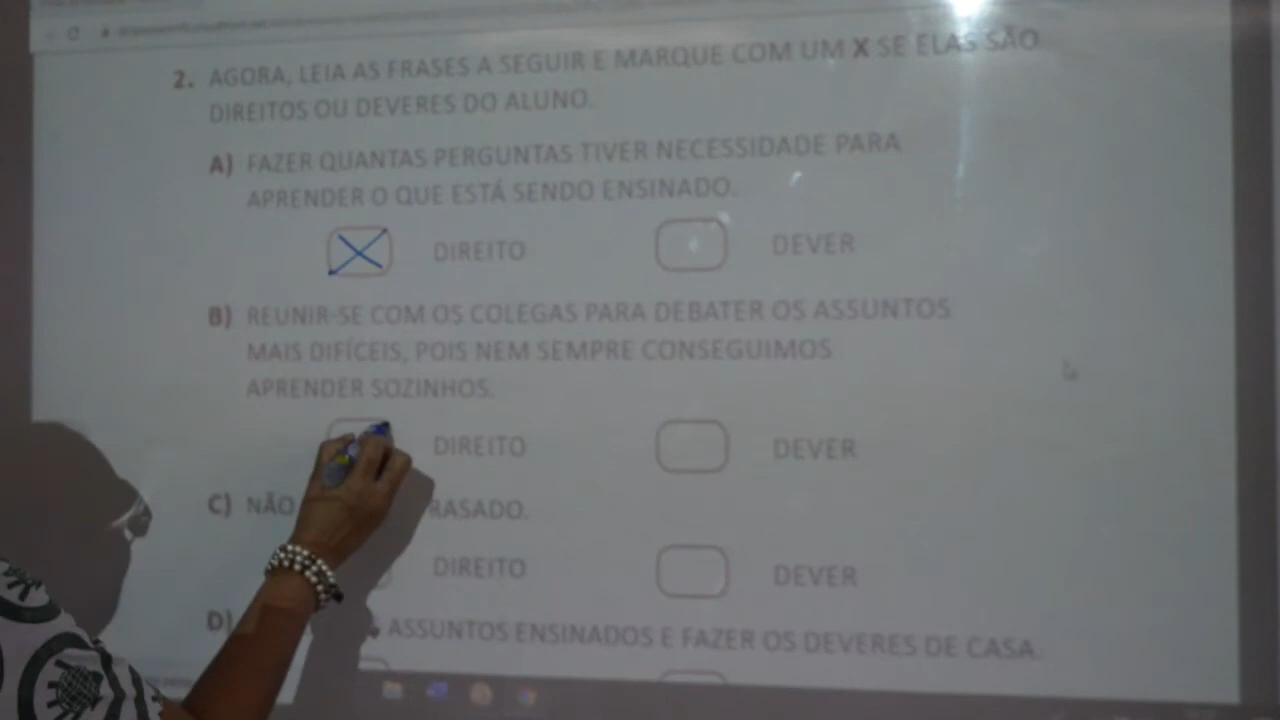 2. AGORA, LEIA AS FRASES A SEGUIR E MARQUE COM UM X SE ELAS SÃO
DIREITOS OU DEVERES DO ALUNO.
A) FAZER QUANTAS PERGUNTAS TIVER NECESSIDADE PARA
APRENDER O QUE ESTÁ SENDO ENSINADO.
X DIREITO DEVER
B) REUNIR-SE COM OS COLEGAS PARA DEBATER OS ASSUNTOS
MAIS DIFÍCEIS, POIS NEM SEMPRE CONSEGUIMOS
APRENDER SOZINHOS.
DIREITO DEVER
C) NÃO RASADO.
DIREITO DEVER
D) ASSUNTOS ENSINADOS E FAZER OS DEVERES DE CASA.